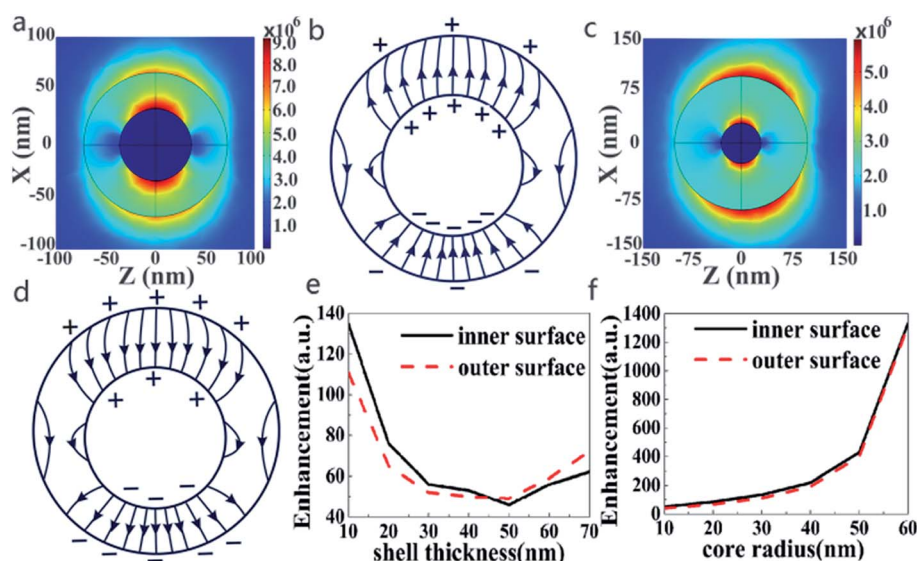 a
x10⁶
100
50
0
-50
-100
-100
-50
0
50
100
X (nm)
Z (nm)
9.0
8.0
7.0
6.0
5.0
4.0
3.0
2.0
1.0
b
+ + +
+ + + + +
− − − − −
− − −
c
x10⁶
150
75
0
-75
-150
-150
-75
0
75
150
X (nm)
Z (nm)
5.0
4.0
3.0
2.0
1.0
d
+ + + + +
+ + +
− − −
− − − − −
e
140
120
100
80
60
40
10 20 30 40 50 60 70
Enhancement(a.u.)
shell thickness(nm)
inner surface
outer surface
f
1400
1200
1000
800
600
400
200
0
10 20 30 40 50 60
Enhancement(a.u.)
core radius(nm)
inner surface
outer surface